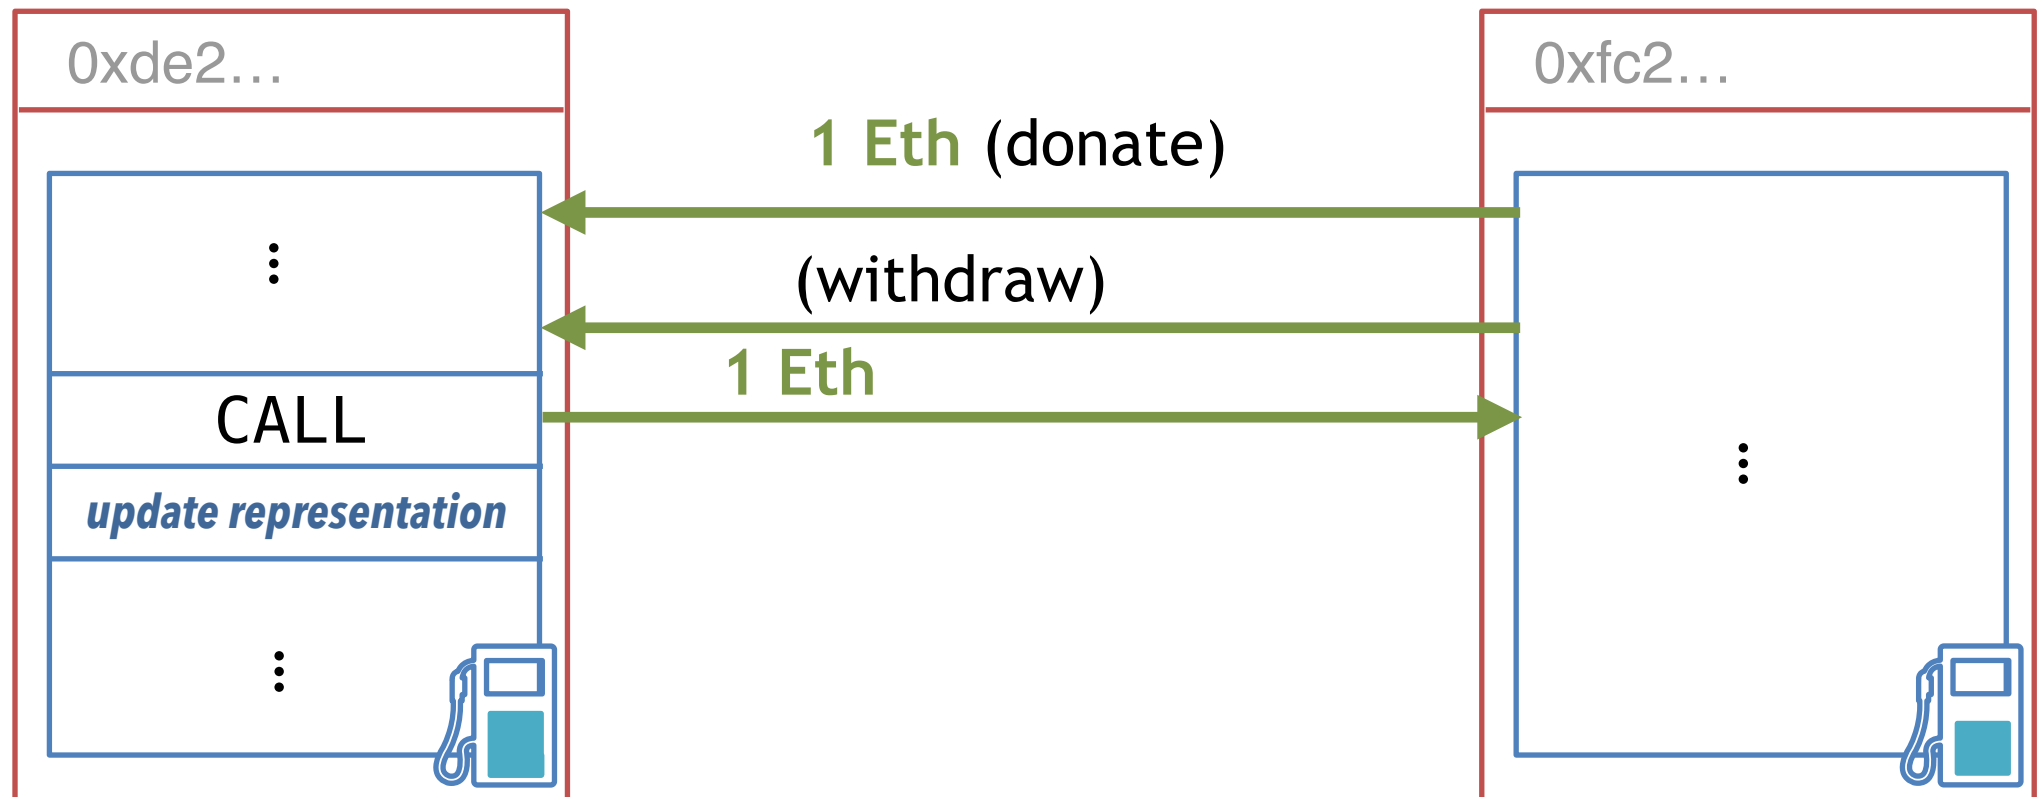 0xde2…
0xfc2…
1 Eth (donate)
(withdraw)
1 Eth
CALL
update representation